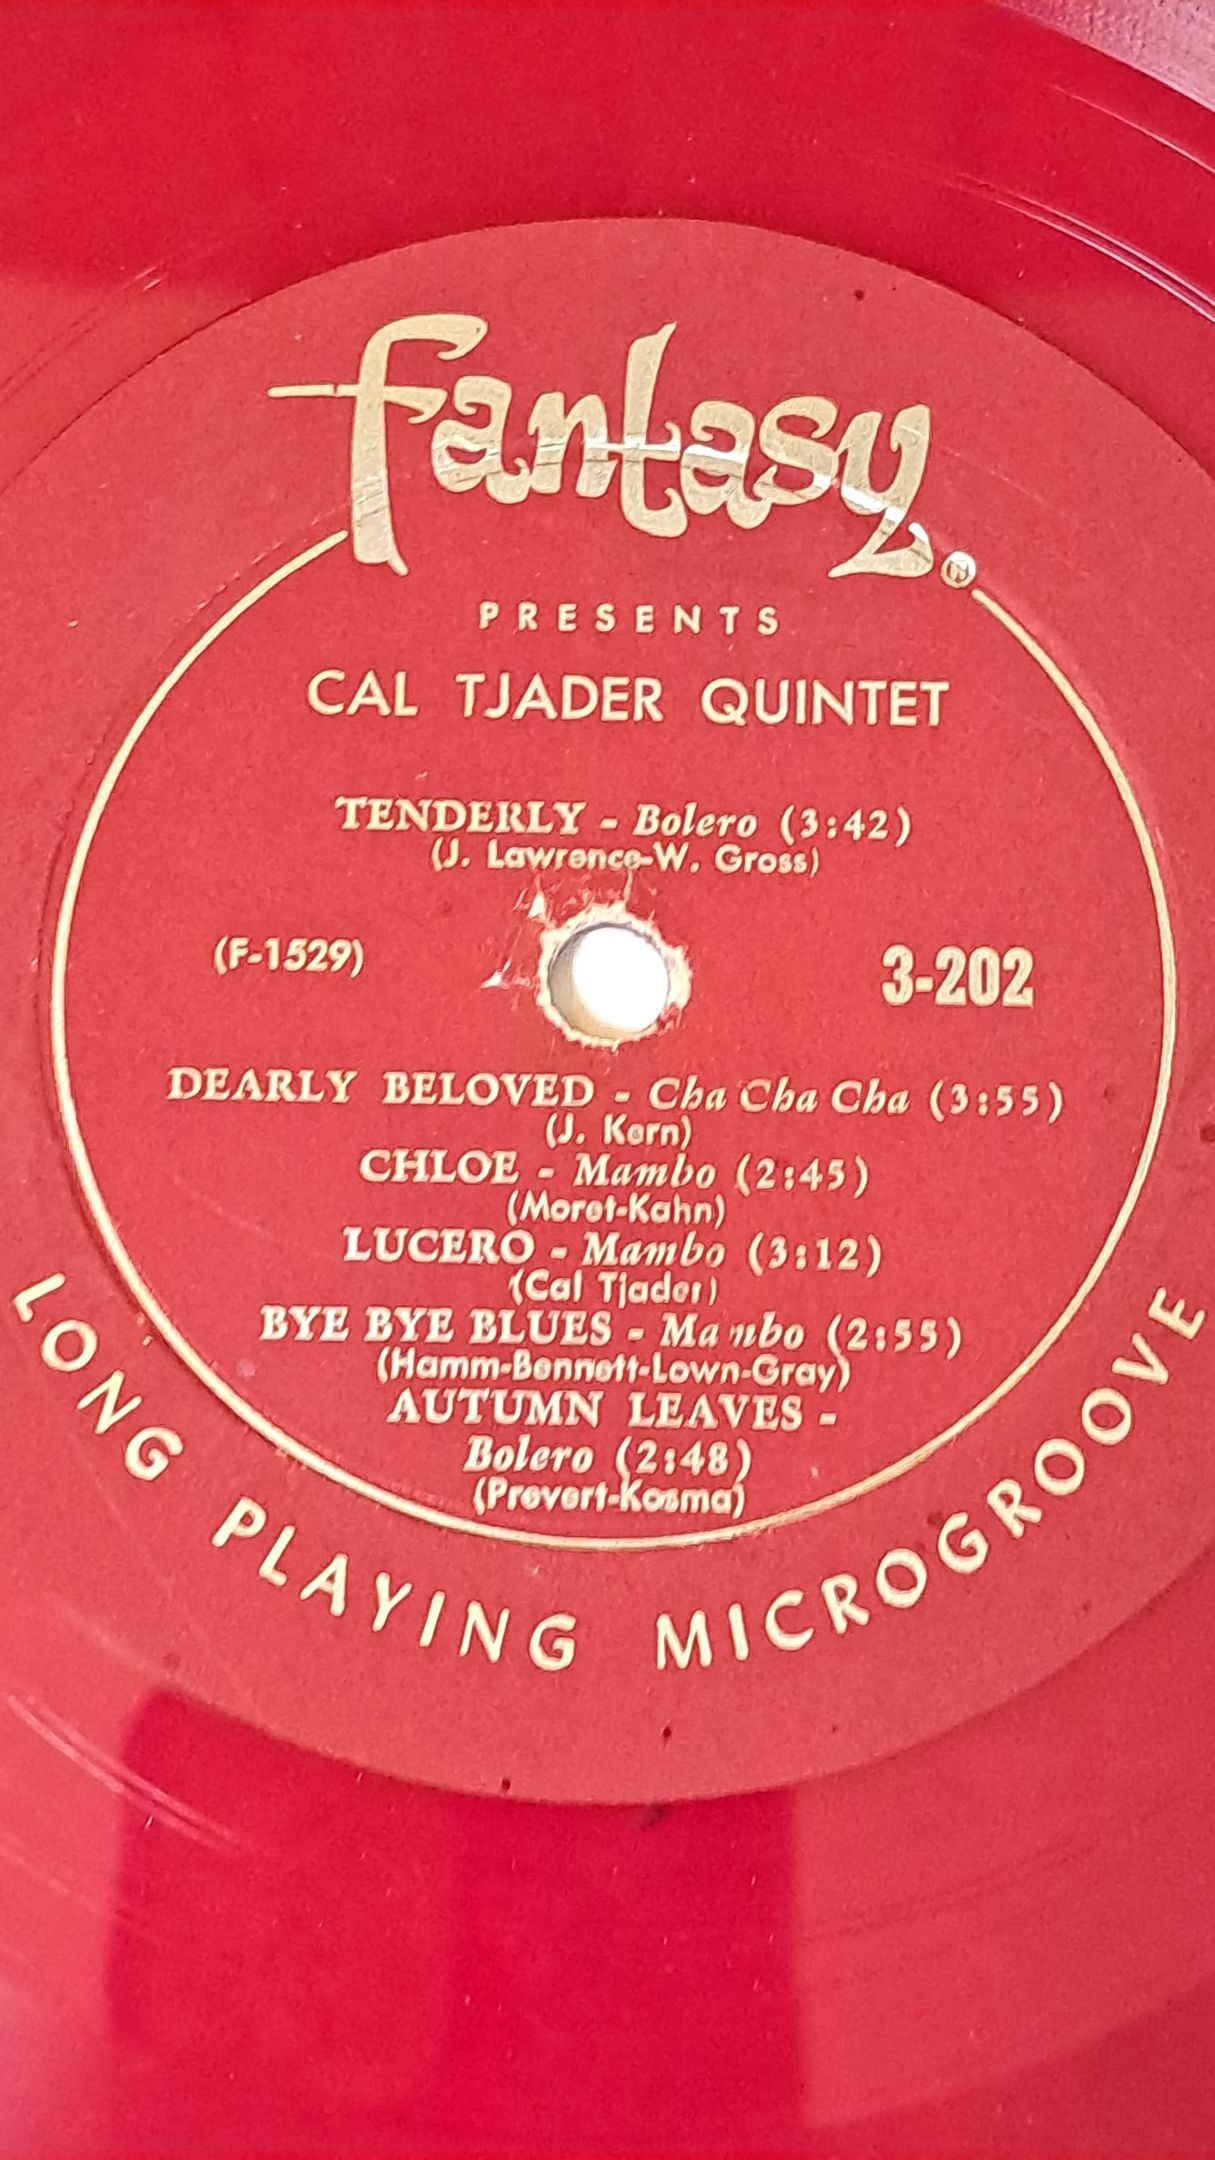 fantasy.®
PRESENTS
CAL TJADER QUINTET
TENDERLY - Bolero (3:42)
(J. Lawrence-W. Gross)
(F-1529) 3-202
DEARLY BELOVED - Cha Cha Cha (3:55)
(J. Kern)
CHLOE - Mambo (2:45)
(Moret-Kahn)
LUCERO - Mambo (3:12)
(Cal Tjader)
BYE BYE BLUES - Mambo (2:55)
(Hamm-Bennett-Lown-Gray)
AUTUMN LEAVES -
Bolero (2:48)
(Prevert-Kosma)
LONG PLAYING MICROGROOVE